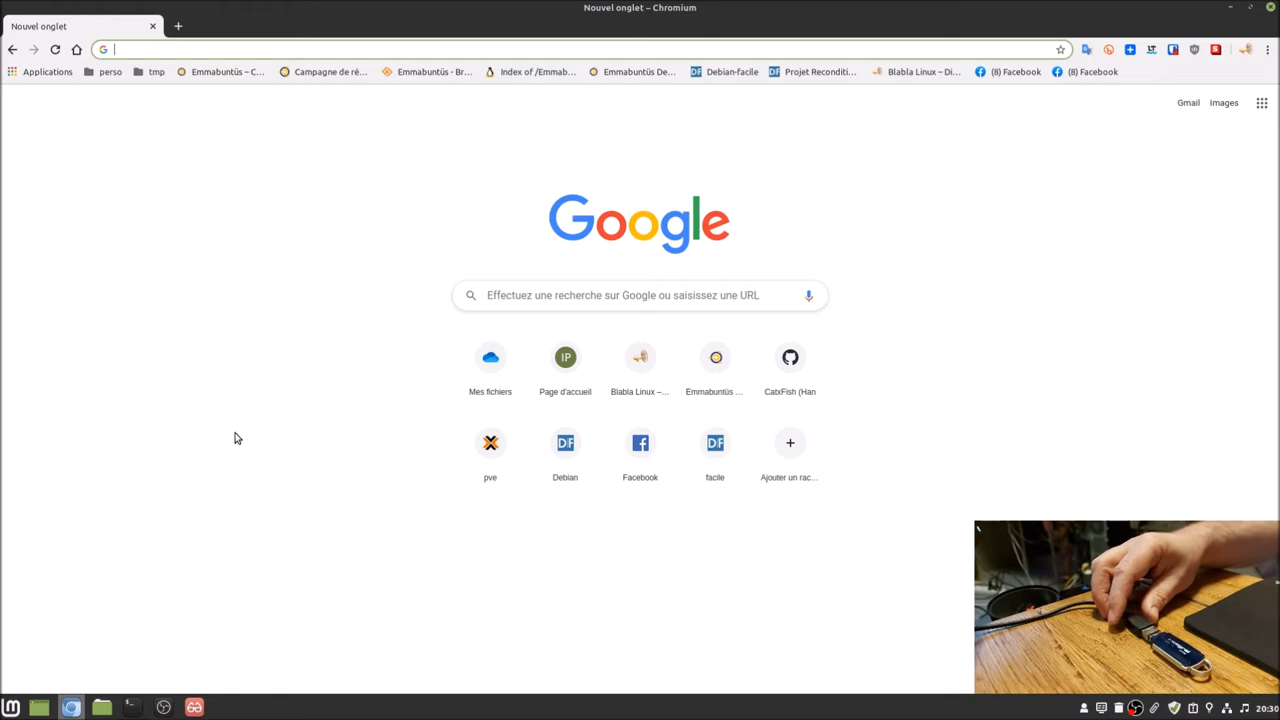 Nouvel onglet – Chromium
Nouvel onglet
Applications perso tmp Emmabuntüs – C… Campagne de ré… Emmabuntüs - Br… Index of /Emmab… Emmabuntüs De… Debian-facile Projet Reconditi… Blabla Linux – Di… (8) Facebook (8) Facebook
Gmail Images
Google
Effectuez une recherche sur Google ou saisissez une URL
IP
Mes fichiers Page d'accueil Blabla Linux –… Emmabuntüs … CatxFish (Han
DF DF
pve Debian Facebook facile Ajouter un rac…
20:30